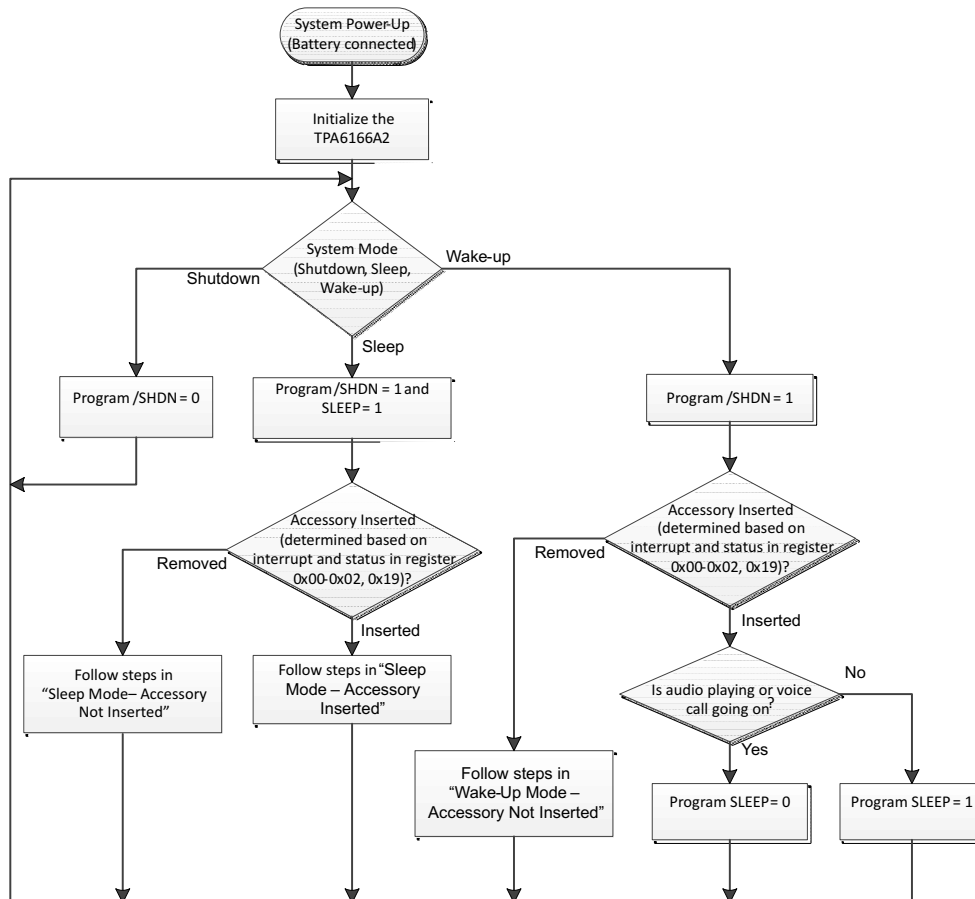 System Power-Up
(Battery connected)
Initialize the
TPA6166A2
System Mode
(Shutdown, Sleep,
Wake-up)
Shutdown
Wake-up
Sleep
Program /SHDN = 0
Program /SHDN = 1 and
SLEEP = 1
Program /SHDN = 1
Accessory Inserted
(determined based on
interrupt and status in register
0x00-0x02, 0x19)?
Removed
Inserted
Accessory Inserted
(determined based on
interrupt and status in register
0x00-0x02, 0x19)?
Removed
Inserted
Follow steps in
“Sleep Mode– Accessory
Not Inserted”
Follow steps in “Sleep
Mode – Accessory
Inserted”
Is audio playing or voice
call going on?
No
Yes
Follow steps in
“Wake-Up Mode –
Accessory Not Inserted”
Program SLEEP = 0
Program SLEEP = 1